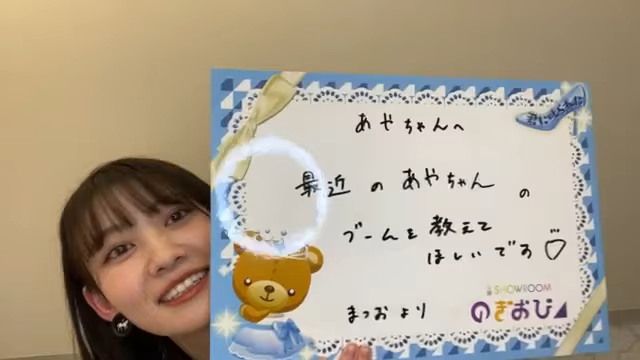 あやちゃんへ
最近のあやちゃんの
ブームを教えて
ほしいです♡
まつおより
SHOWROOM
のぎおび